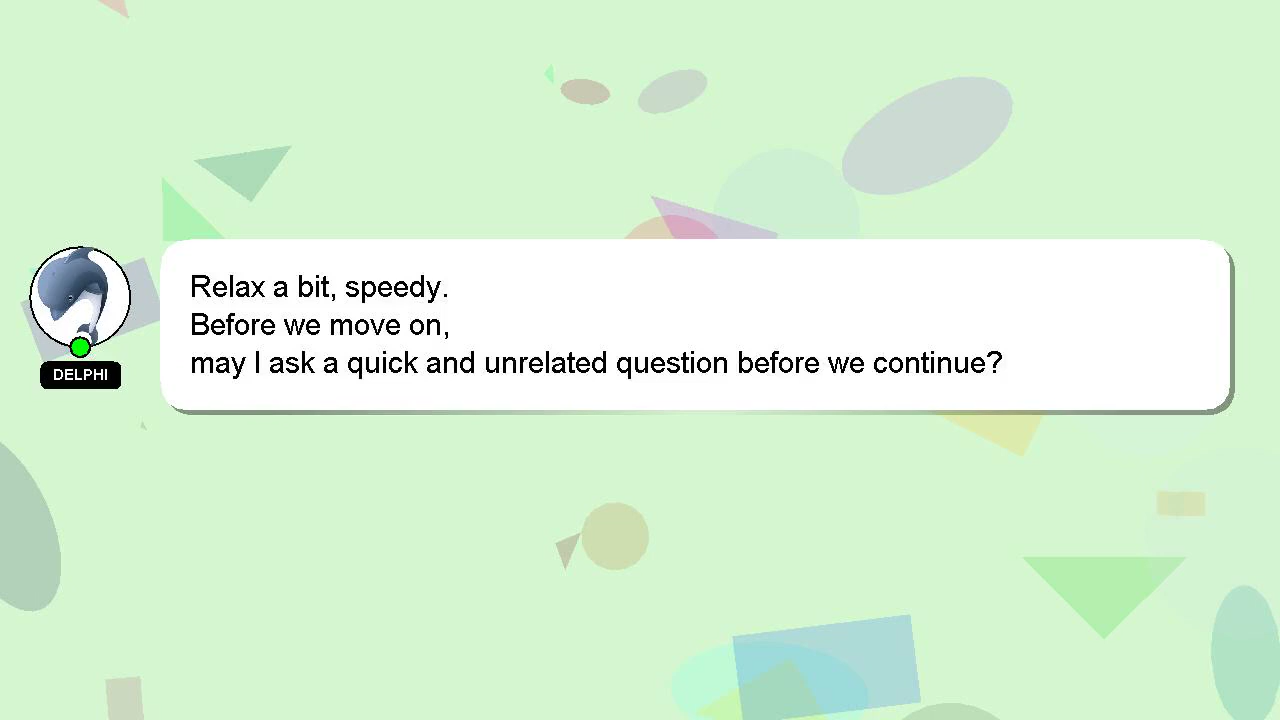 Relax a bit, speedy.
Before we move on,
may I ask a quick and unrelated question before we continue?
DELPHI